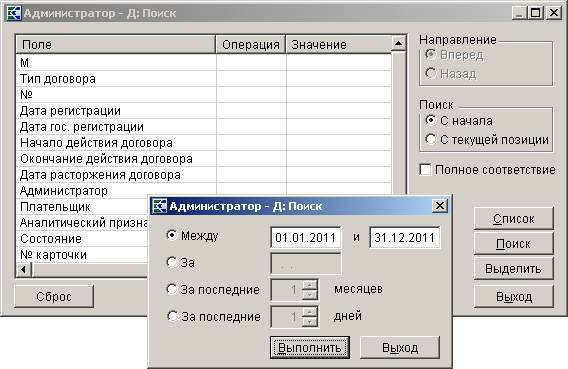 Администратор - Д: Поиск
Поле Операция Значение
М
Тип договора
№
Дата регистрации
Дата гос. регистрации
Начало действия договора
Окончание действия договора
Дата расторжения договора
Администратор
Плательщик
Аналитический призна
Состояние
№ карточки
Сброс
Направление
Вперед
Назад
Поиск
С начала
С текущей позиции
Полное соответствие
Список
Поиск
Выделить
Выход
Администратор - Д: Поиск
Между 01.01.2011 и 31.12.2011
За . .
За последние 1 месяцев
За последние 1 дней
Выполнить Выход